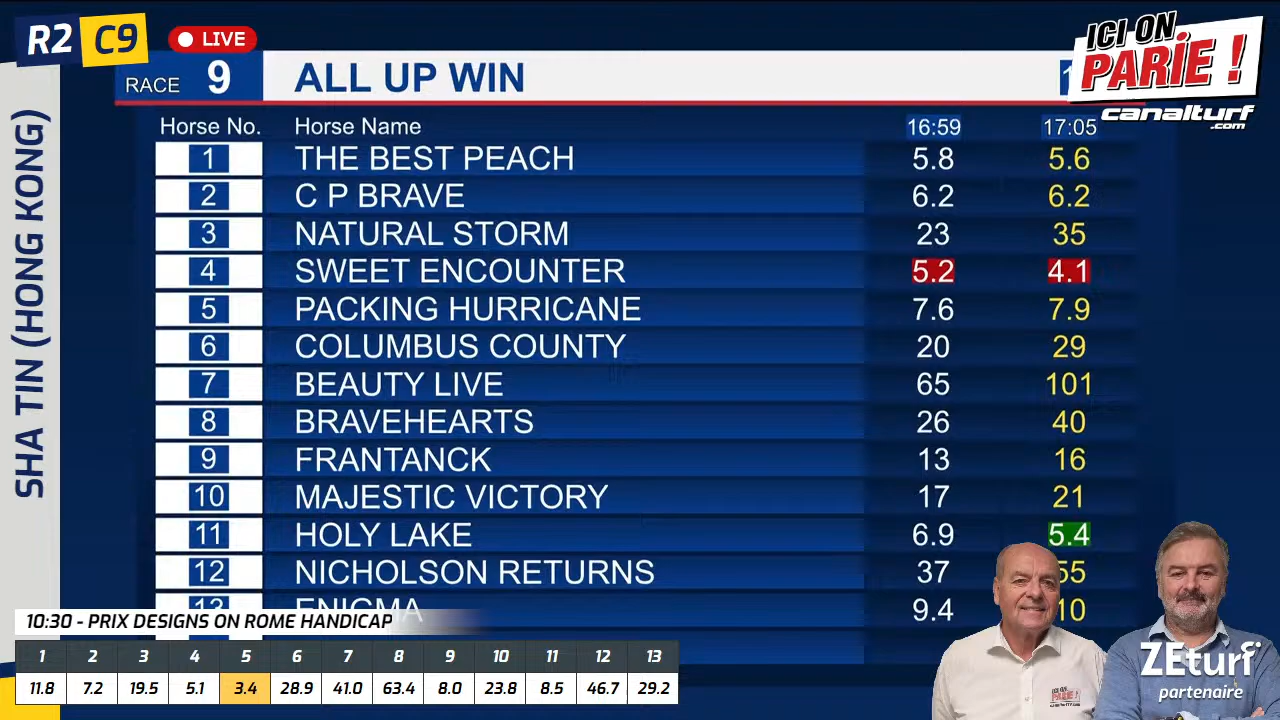 R2 C9
LIVE
ICI ON
PARIE !
canalturf
.com
SHA TIN (HONG KONG)
RACE 9 ALL UP WIN
Horse No. Horse Name 16:59 17:05
1 THE BEST PEACH 5.8 5.6
2 C P BRAVE 6.2 6.2
3 NATURAL STORM 23 35
4 SWEET ENCOUNTER 5.2 4.1
5 PACKING HURRICANE 7.6 7.9
6 COLUMBUS COUNTY 20 29
7 BEAUTY LIVE 65 101
8 BRAVEHEARTS 26 40
9 FRANTANCK 13 16
10 MAJESTIC VICTORY 17 21
11 HOLY LAKE 6.9 5.4
12 NICHOLSON RETURNS 37 55
13 ENIGMA 9.4 10
10:30 - PRIX DESIGNS ON ROME HANDICAP
1 2 3 4 5 6 7 8 9 10 11 12 13
11.8 7.2 19.5 5.1 3.4 28.9 41.0 63.4 8.0 23.8 8.5 46.7 29.2
ICI ON
PARIE !
ZEturf
partenaire